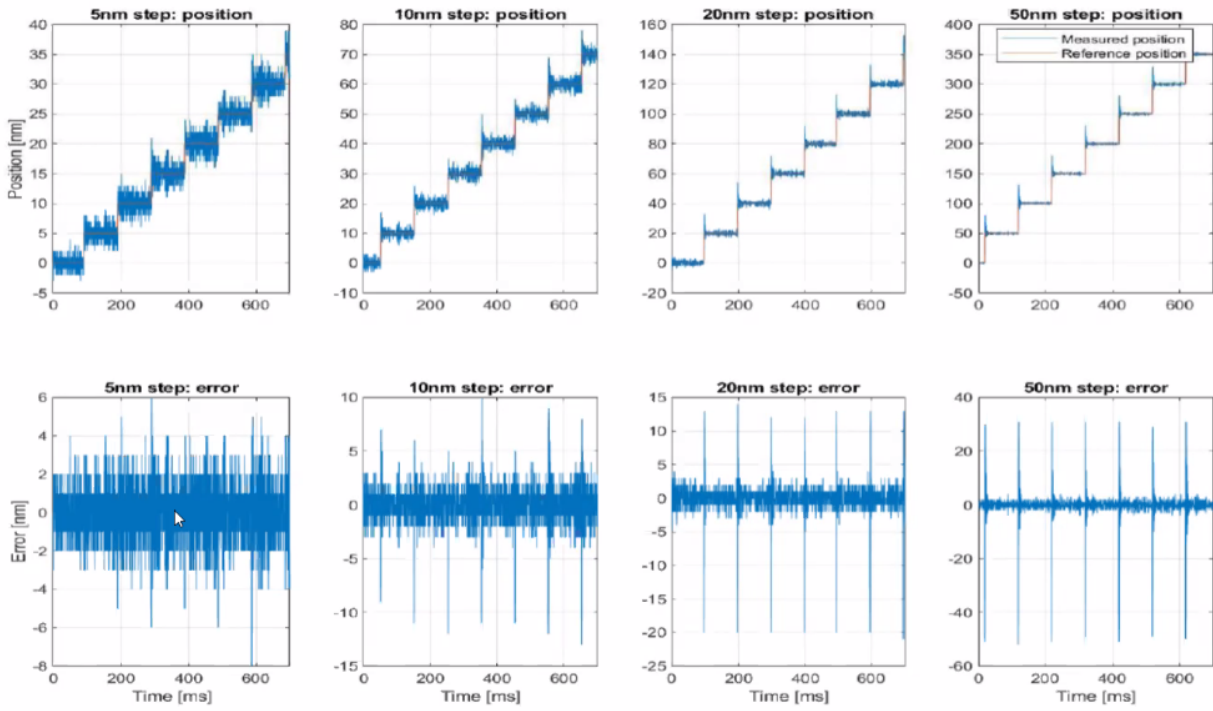 5nm step: position
10nm step: position
20nm step: position
50nm step: position
Position [nm]
40
35
30
25
20
15
10
5
0
-5
0 200 400 600
80
70
60
50
40
30
20
10
0
-10
0 200 400 600
160
140
120
100
80
60
40
20
0
-20
0 200 400 600
400
350
300
250
200
150
100
50
0
-50
0 200 400 600
Measured position
Reference position
5nm step: error
10nm step: error
20nm step: error
50nm step: error
Error [nm]
6
4
2
0
-2
-4
-6
-8
0 200 400 600
Time [ms]
10
5
0
-5
-10
-15
0 200 400 600
Time [ms]
15
10
5
0
-5
-10
-15
-20
-25
0 200 400 600
Time [ms]
40
20
0
-20
-40
-60
0 200 400 600
Time [ms]